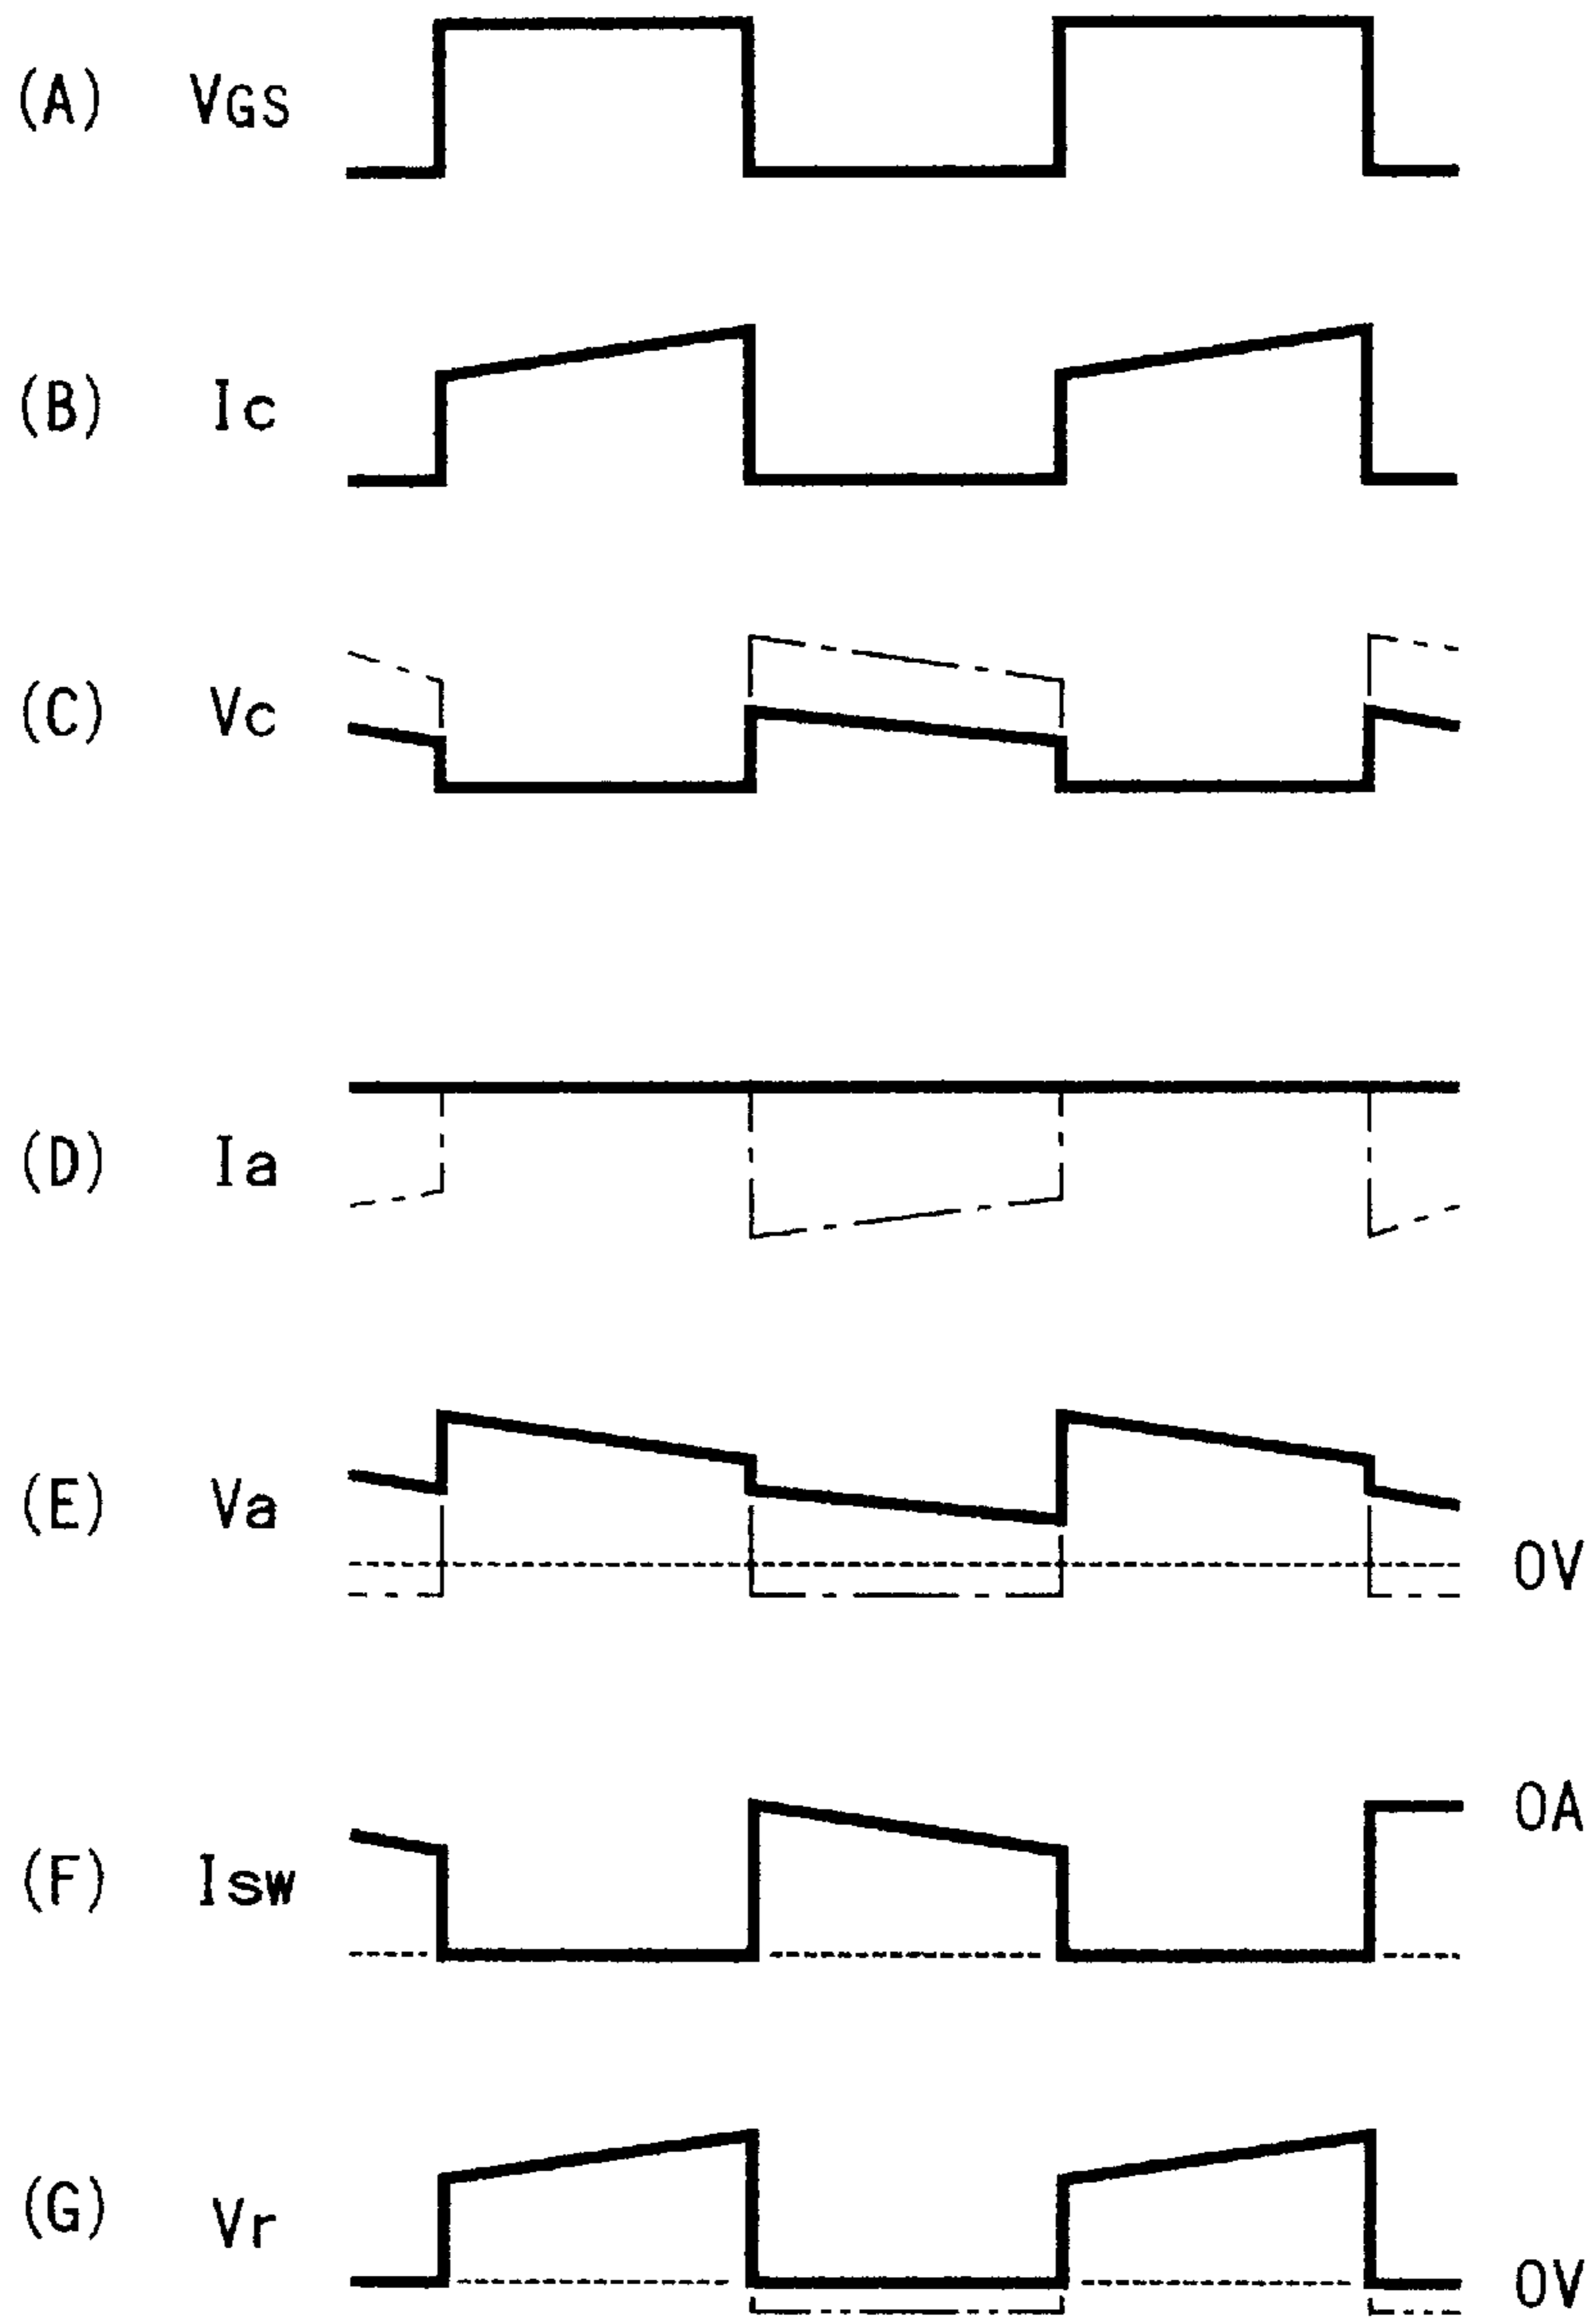 (A) VGS
(B) Ic
(C) Vc
(D) Ia
(E) Va
0V
(F) Isw
0A
(G) Vr
0V